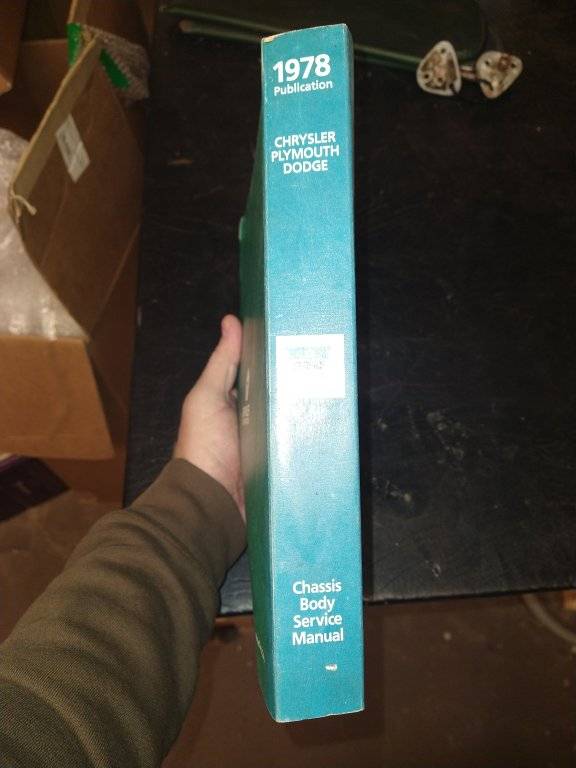 1978
Publication
CHRYSLER
PLYMOUTH
DODGE
Chassis
Body
Service
Manual